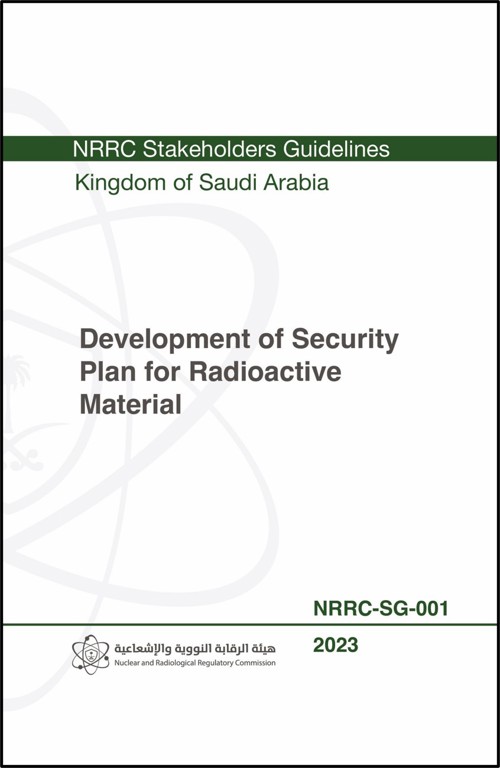 NRRC Stakeholders Guidelines
Kingdom of Saudi Arabia
Development of Security
Plan for Radioactive
Material
NRRC-SG-001
2023
هيئة الرقابة النووية والإشعاعية
Nuclear and Radiological Regulatory Commission